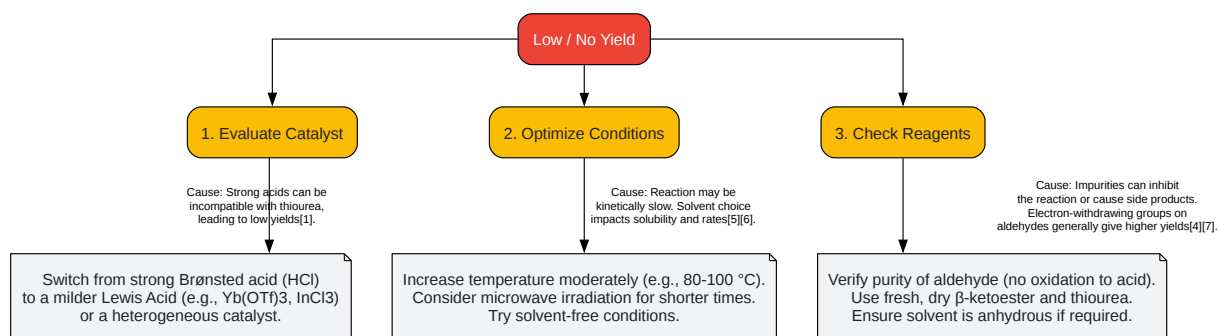 Low / No Yield
1. Evaluate Catalyst
2. Optimize Conditions
3. Check Reagents
Cause: Strong acids can be
incompatible with thiourea,
leading to low yields[1].
Cause: Reaction may be
kinetically slow. Solvent choice
impacts solubility and rates[5][6].
Cause: Impurities can inhibit
the reaction or cause side products.
Electron-withdrawing groups on
aldehydes generally give higher yields[4][7].
Switch from strong Brønsted acid (HCl)
to a milder Lewis Acid (e.g., Yb(OTf)3, InCl3)
or a heterogeneous catalyst.
Increase temperature moderately (e.g., 80-100 °C).
Consider microwave irradiation for shorter times.
Try solvent-free conditions.
Verify purity of aldehyde (no oxidation to acid).
Use fresh, dry β-ketoester and thiourea.
Ensure solvent is anhydrous if required.